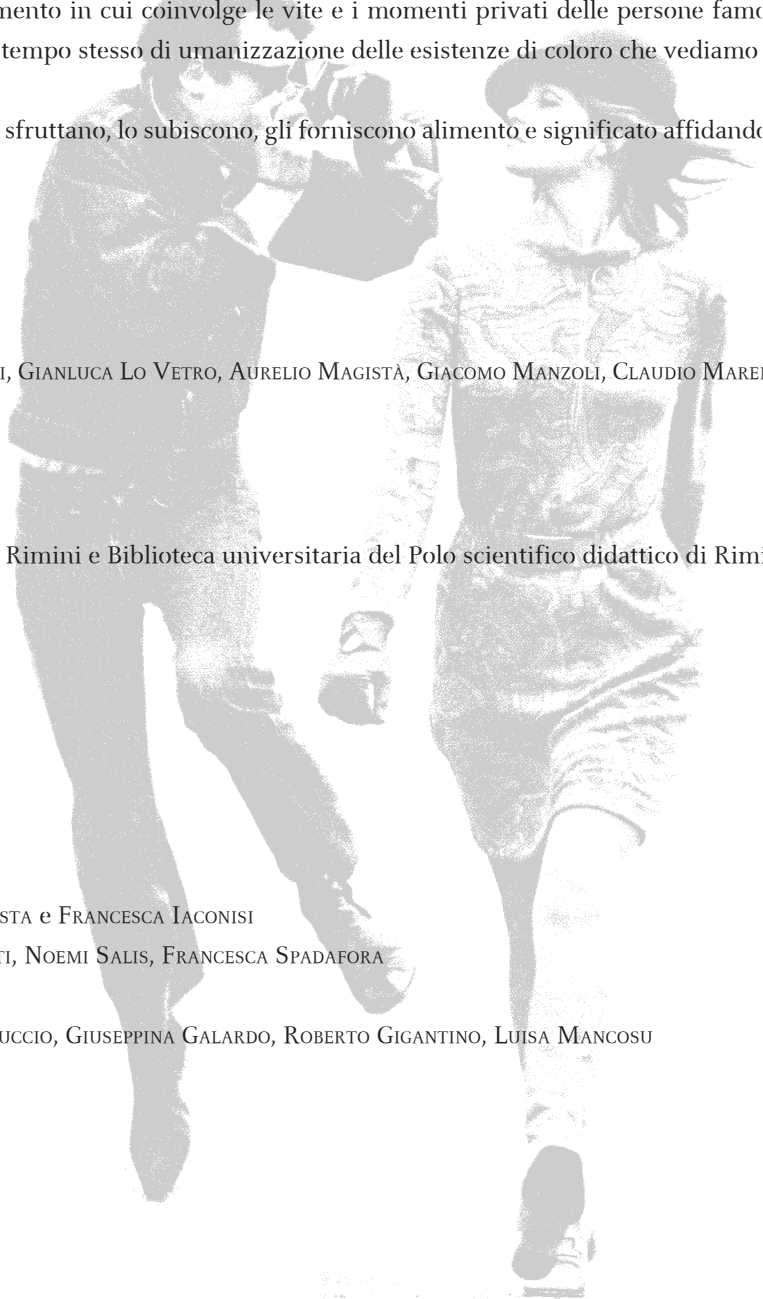 mento in cui coinvolge le vite e i momenti privati delle persone famo
tempo stesso di umanizzazione delle esistenze di coloro che vediamo
sfruttano, lo subiscono, gli forniscono alimento e significato affidando
I, Gianluca Lo Vetro, Aurelio Magistà, Giacomo Manzoli, Claudio Mare
Rimini e Biblioteca universitaria del Polo scientifico didattico di Rimi
sta e Francesca Iaconisi
ti, Noemi Salis, Francesca Spadafora
uccio, Giuseppina Galardo, Roberto Gigantino, Luisa Mancosu